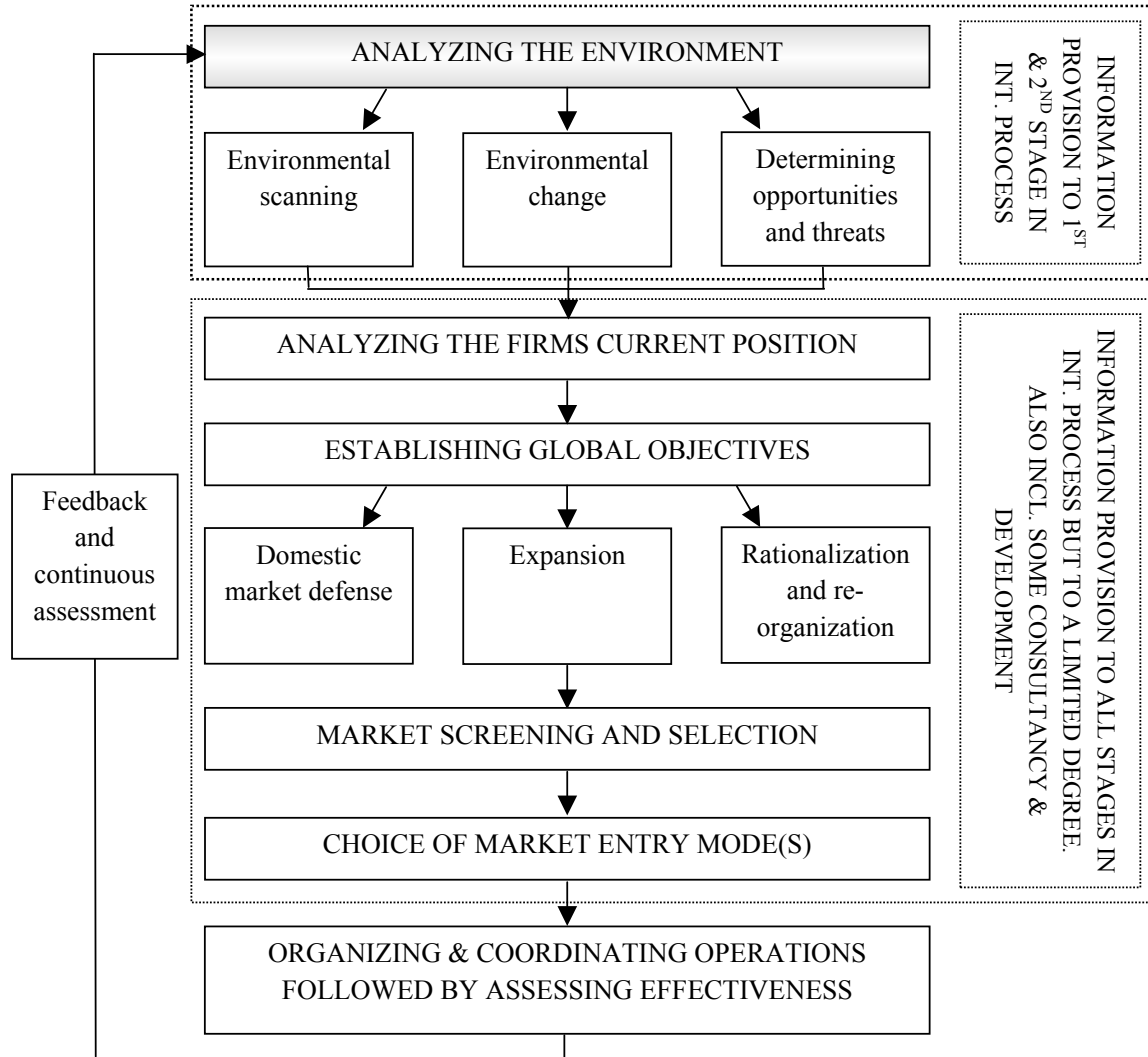 ANALYZING THE ENVIRONMENT
Environmental
scanning
Environmental
change
Determining
opportunities
and threats
INFORMATION
PROVISION TO 1ST
& 2ND STAGE IN
INT. PROCESS
ANALYZING THE FIRMS CURRENT POSITION
ESTABLISHING GLOBAL OBJECTIVES
Domestic
market defense
Expansion
Rationalization
and re-
organization
MARKET SCREENING AND SELECTION
CHOICE OF MARKET ENTRY MODE(S)
INFORMATION PROVISION TO ALL STAGES IN
INT. PROCESS BUT TO A LIMITED DEGREE.
ALSO INCL. SOME CONSULTANCY &
DEVELOPMENT
Feedback
and
continuous
assessment
ORGANIZING & COORDINATING OPERATIONS
FOLLOWED BY ASSESSING EFFECTIVENESS